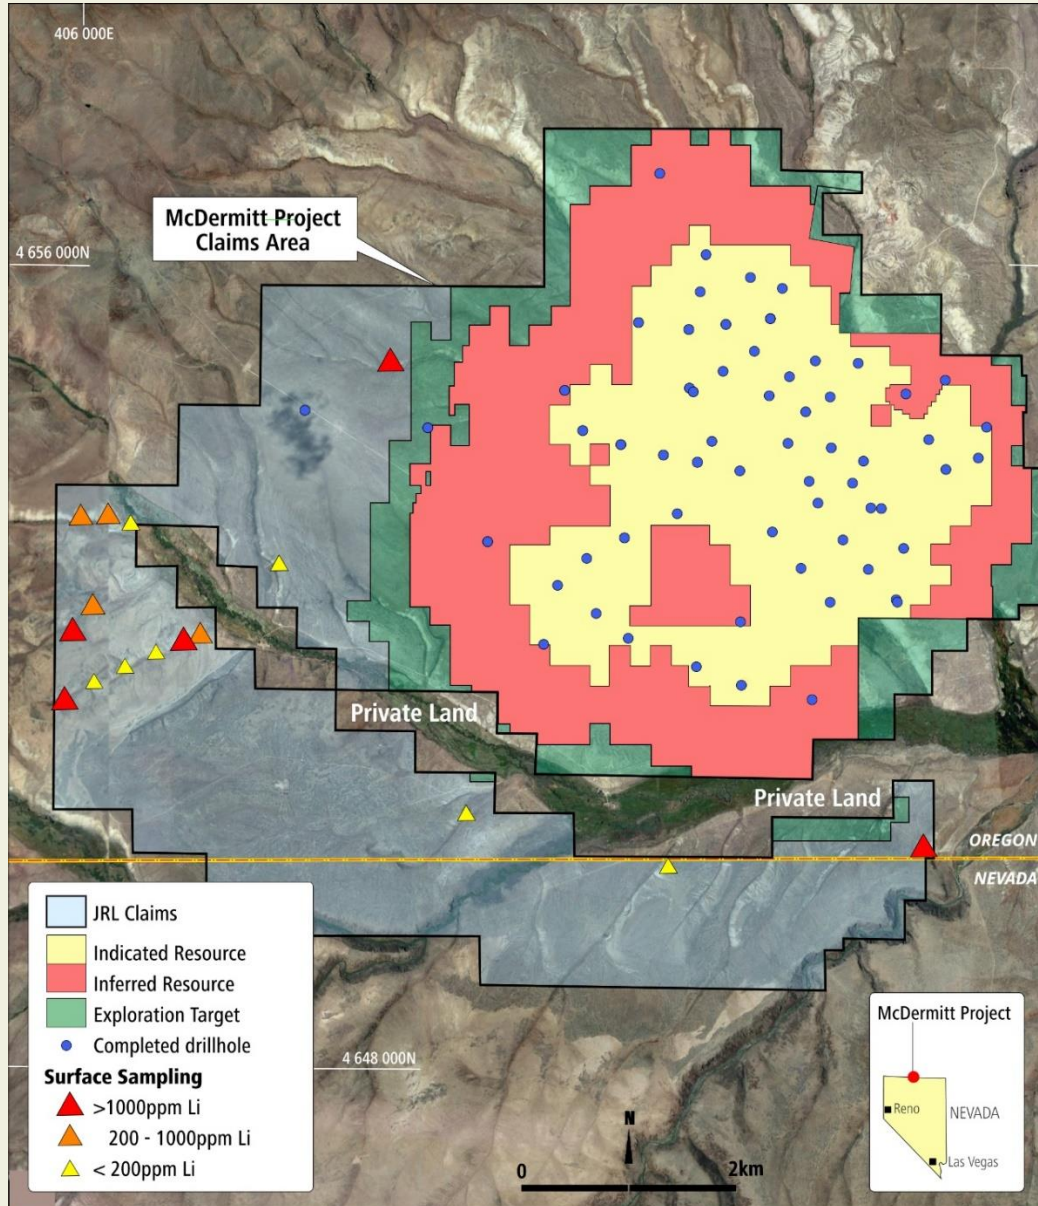 406 000E
McDermitt Project
Claims Area
4 656 000N
Private Land
Private Land
OREGON
NEVADA
JRL Claims
Indicated Resource
Inferred Resource
Exploration Target
Completed drillhole
Surface Sampling
>1000ppm Li
200 - 1000ppm Li
< 200ppm Li
4 648 000N
N
0 2km
McDermitt Project
Reno
NEVADA
Las Vegas